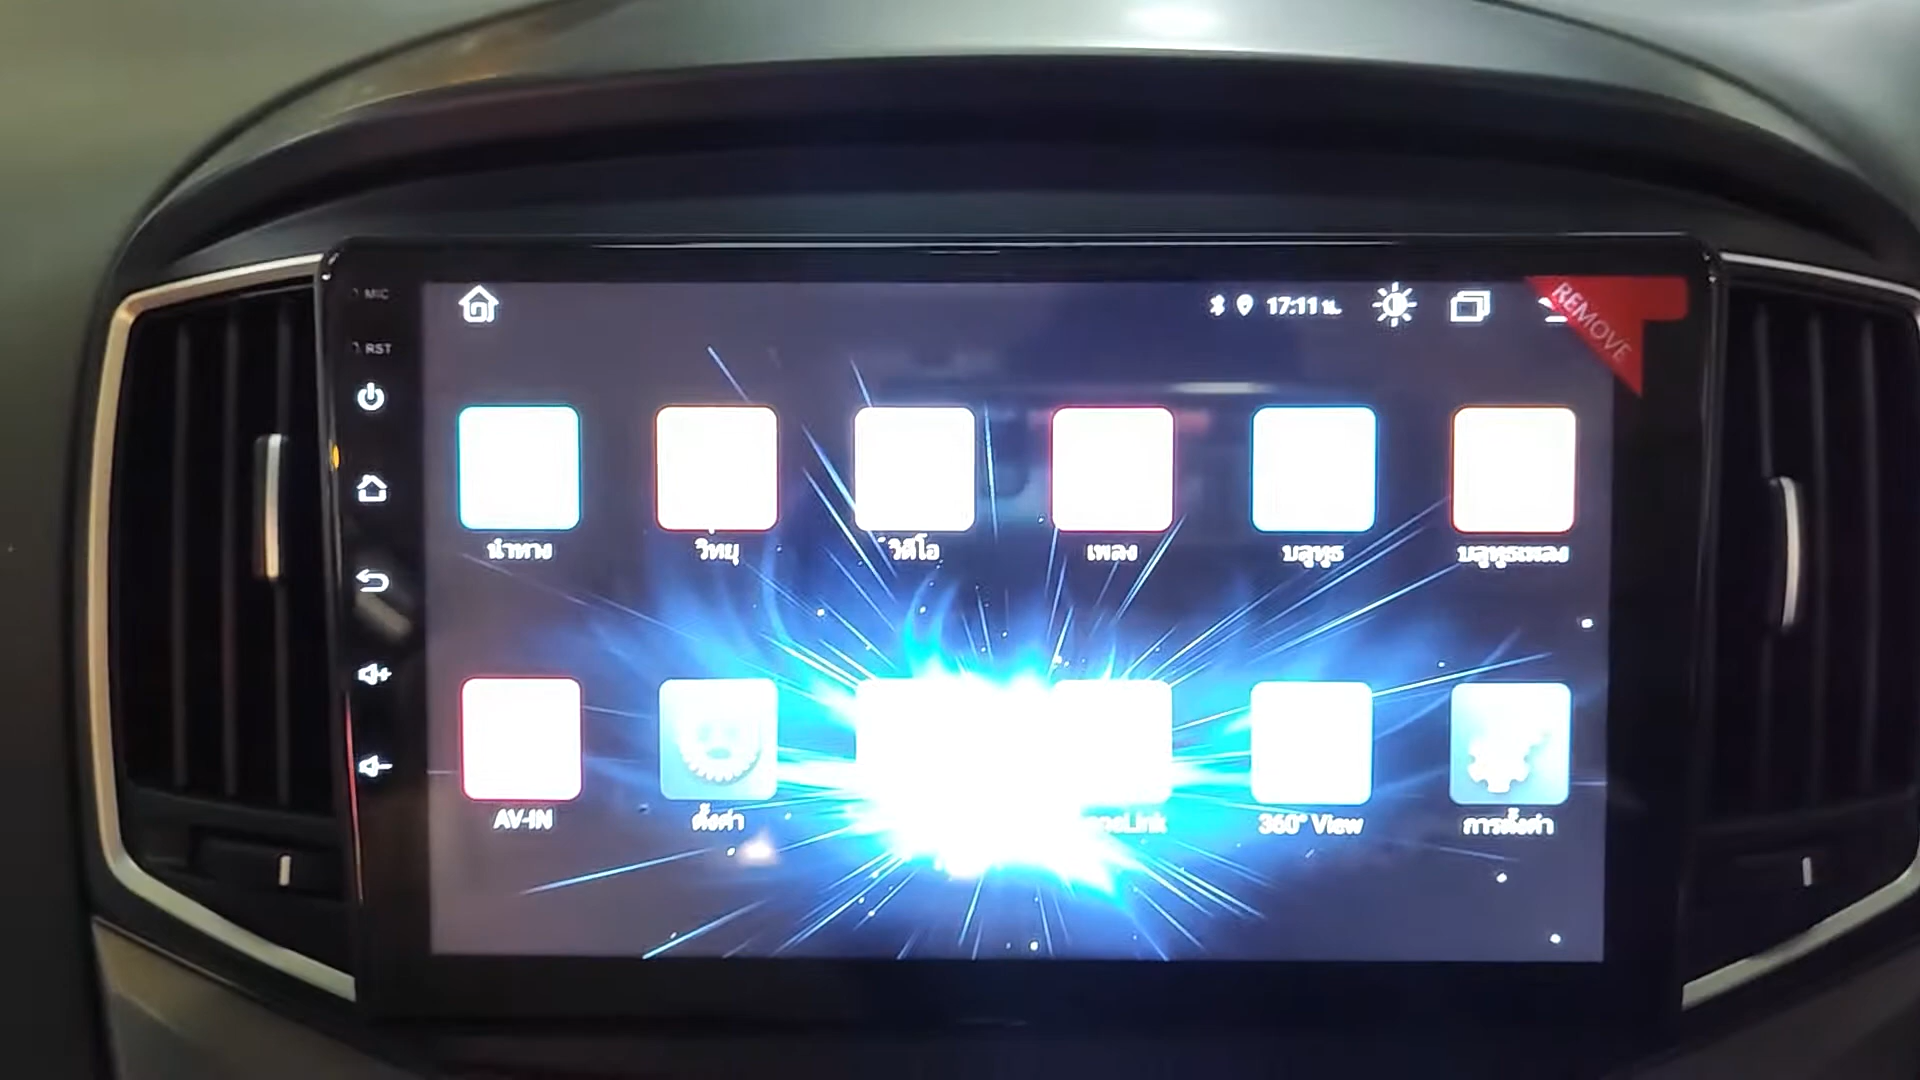 MIC
17:11 น.
REMOVE
RST
นำทาง
วิทยุ
วิดีโอ
เพลง
บลูทูธ
บลูทูธเพลง
AV-IN
ตั้งค่า
360° View
การตั้งค่า